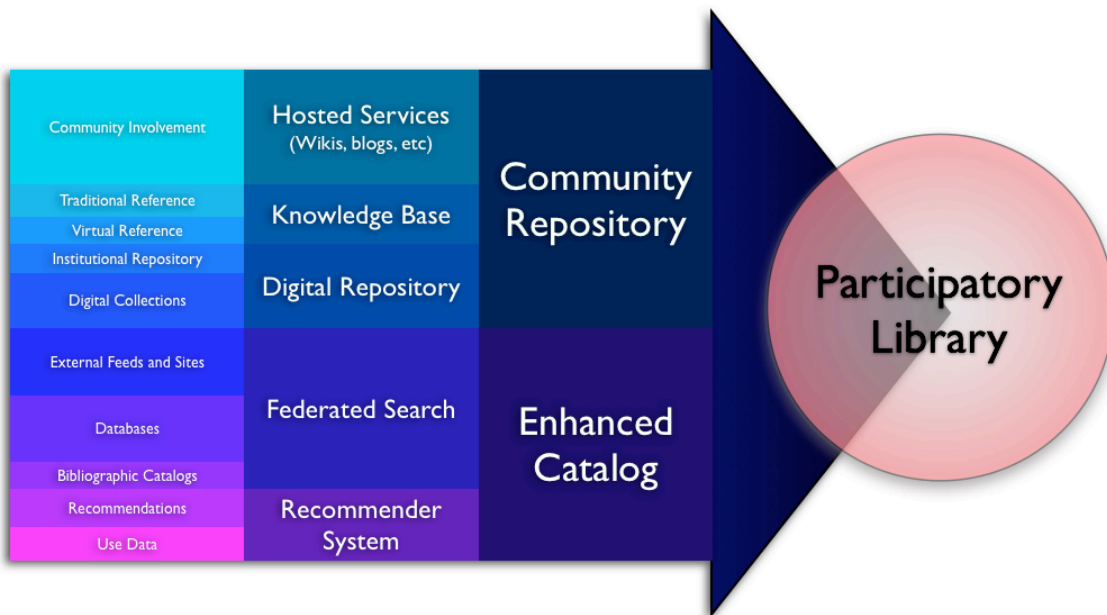 Community Involvement
Traditional Reference
Virtual Reference
Institutional Repository
Digital Collections
External Feeds and Sites
Databases
Bibliographic Catalogs
Recommendations
Use Data
Hosted Services
(Wikis, blogs, etc)
Knowledge Base
Digital Repository
Federated Search
Recommender
System
Community
Repository
Enhanced
Catalog
Participatory
Library